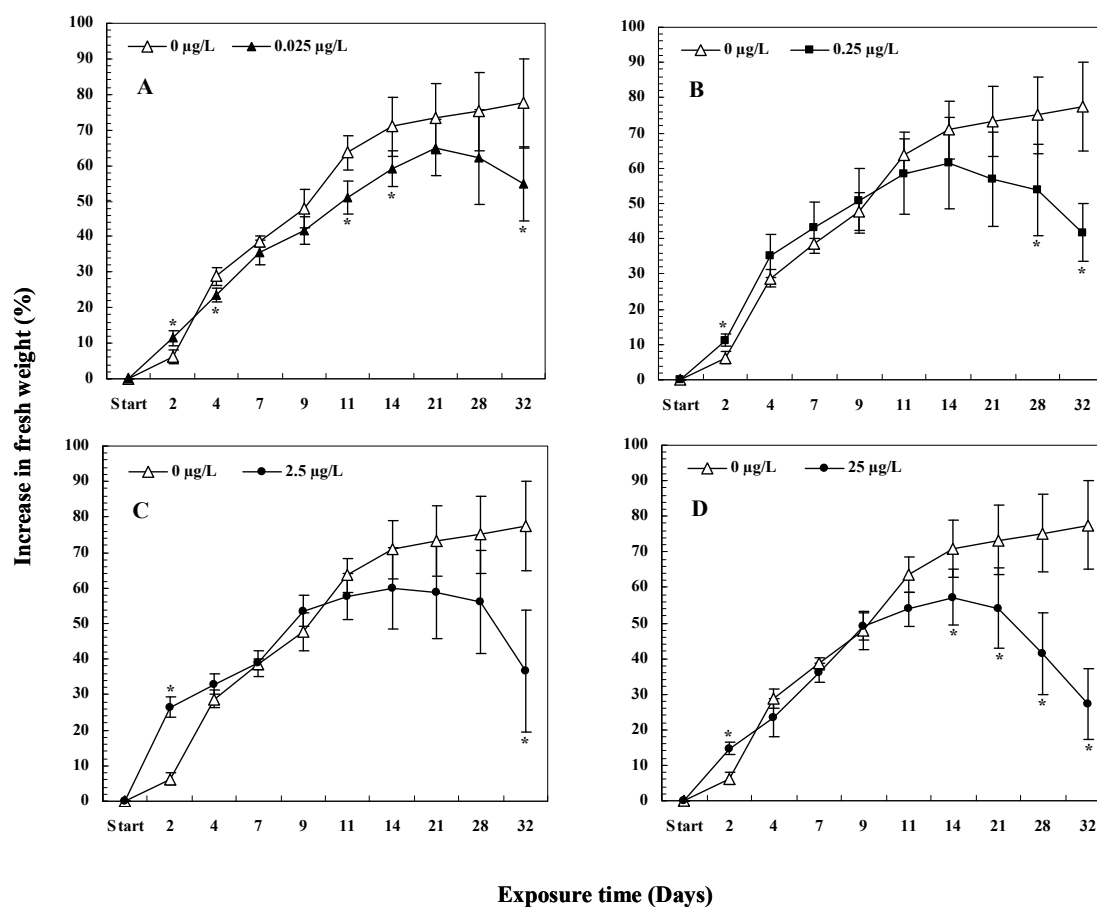 0 µg/L 0.025 µg/L
A
100
90
80
70
60
50
40
30
20
10
0
Start 2 4 7 9 11 14 21 28 32
* * * * *
0 µg/L 0.25 µg/L
B
100
90
80
70
60
50
40
30
20
10
0
Start 2 4 7 9 11 14 21 28 32
* * *
0 µg/L 2.5 µg/L
C
100
90
80
70
60
50
40
30
20
10
0
Start 2 4 7 9 11 14 21 28 32
* *
0 µg/L 25 µg/L
D
100
90
80
70
60
50
40
30
20
10
0
Start 2 4 7 9 11 14 21 28 32
* * * * *
Increase in fresh weight (%)
Exposure time (Days)